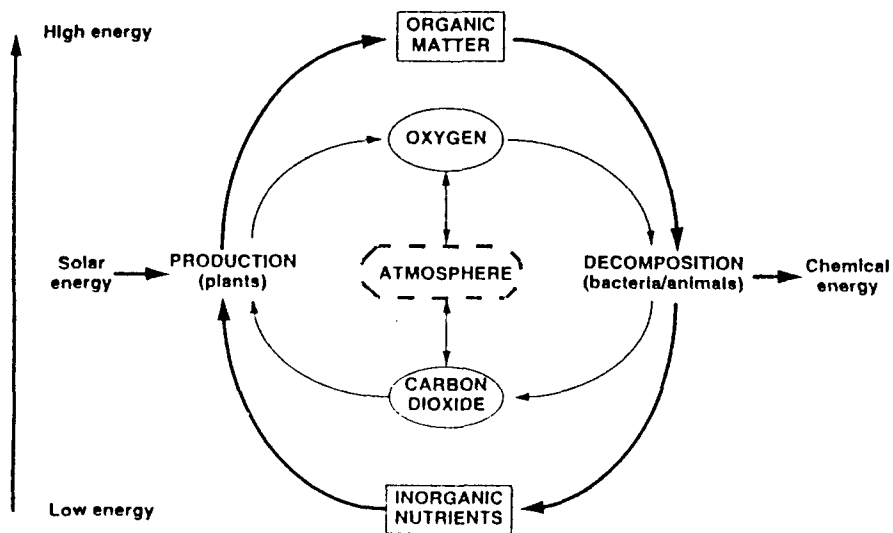 High energy
ORGANIC
MATTER
OXYGEN
Solar
energy
PRODUCTION
(plants)
ATMOSPHERE
DECOMPOSITION
(bacteria/animals)
Chemical
energy
CARBON
DIOXIDE
Low energy
INORGANIC
NUTRIENTS